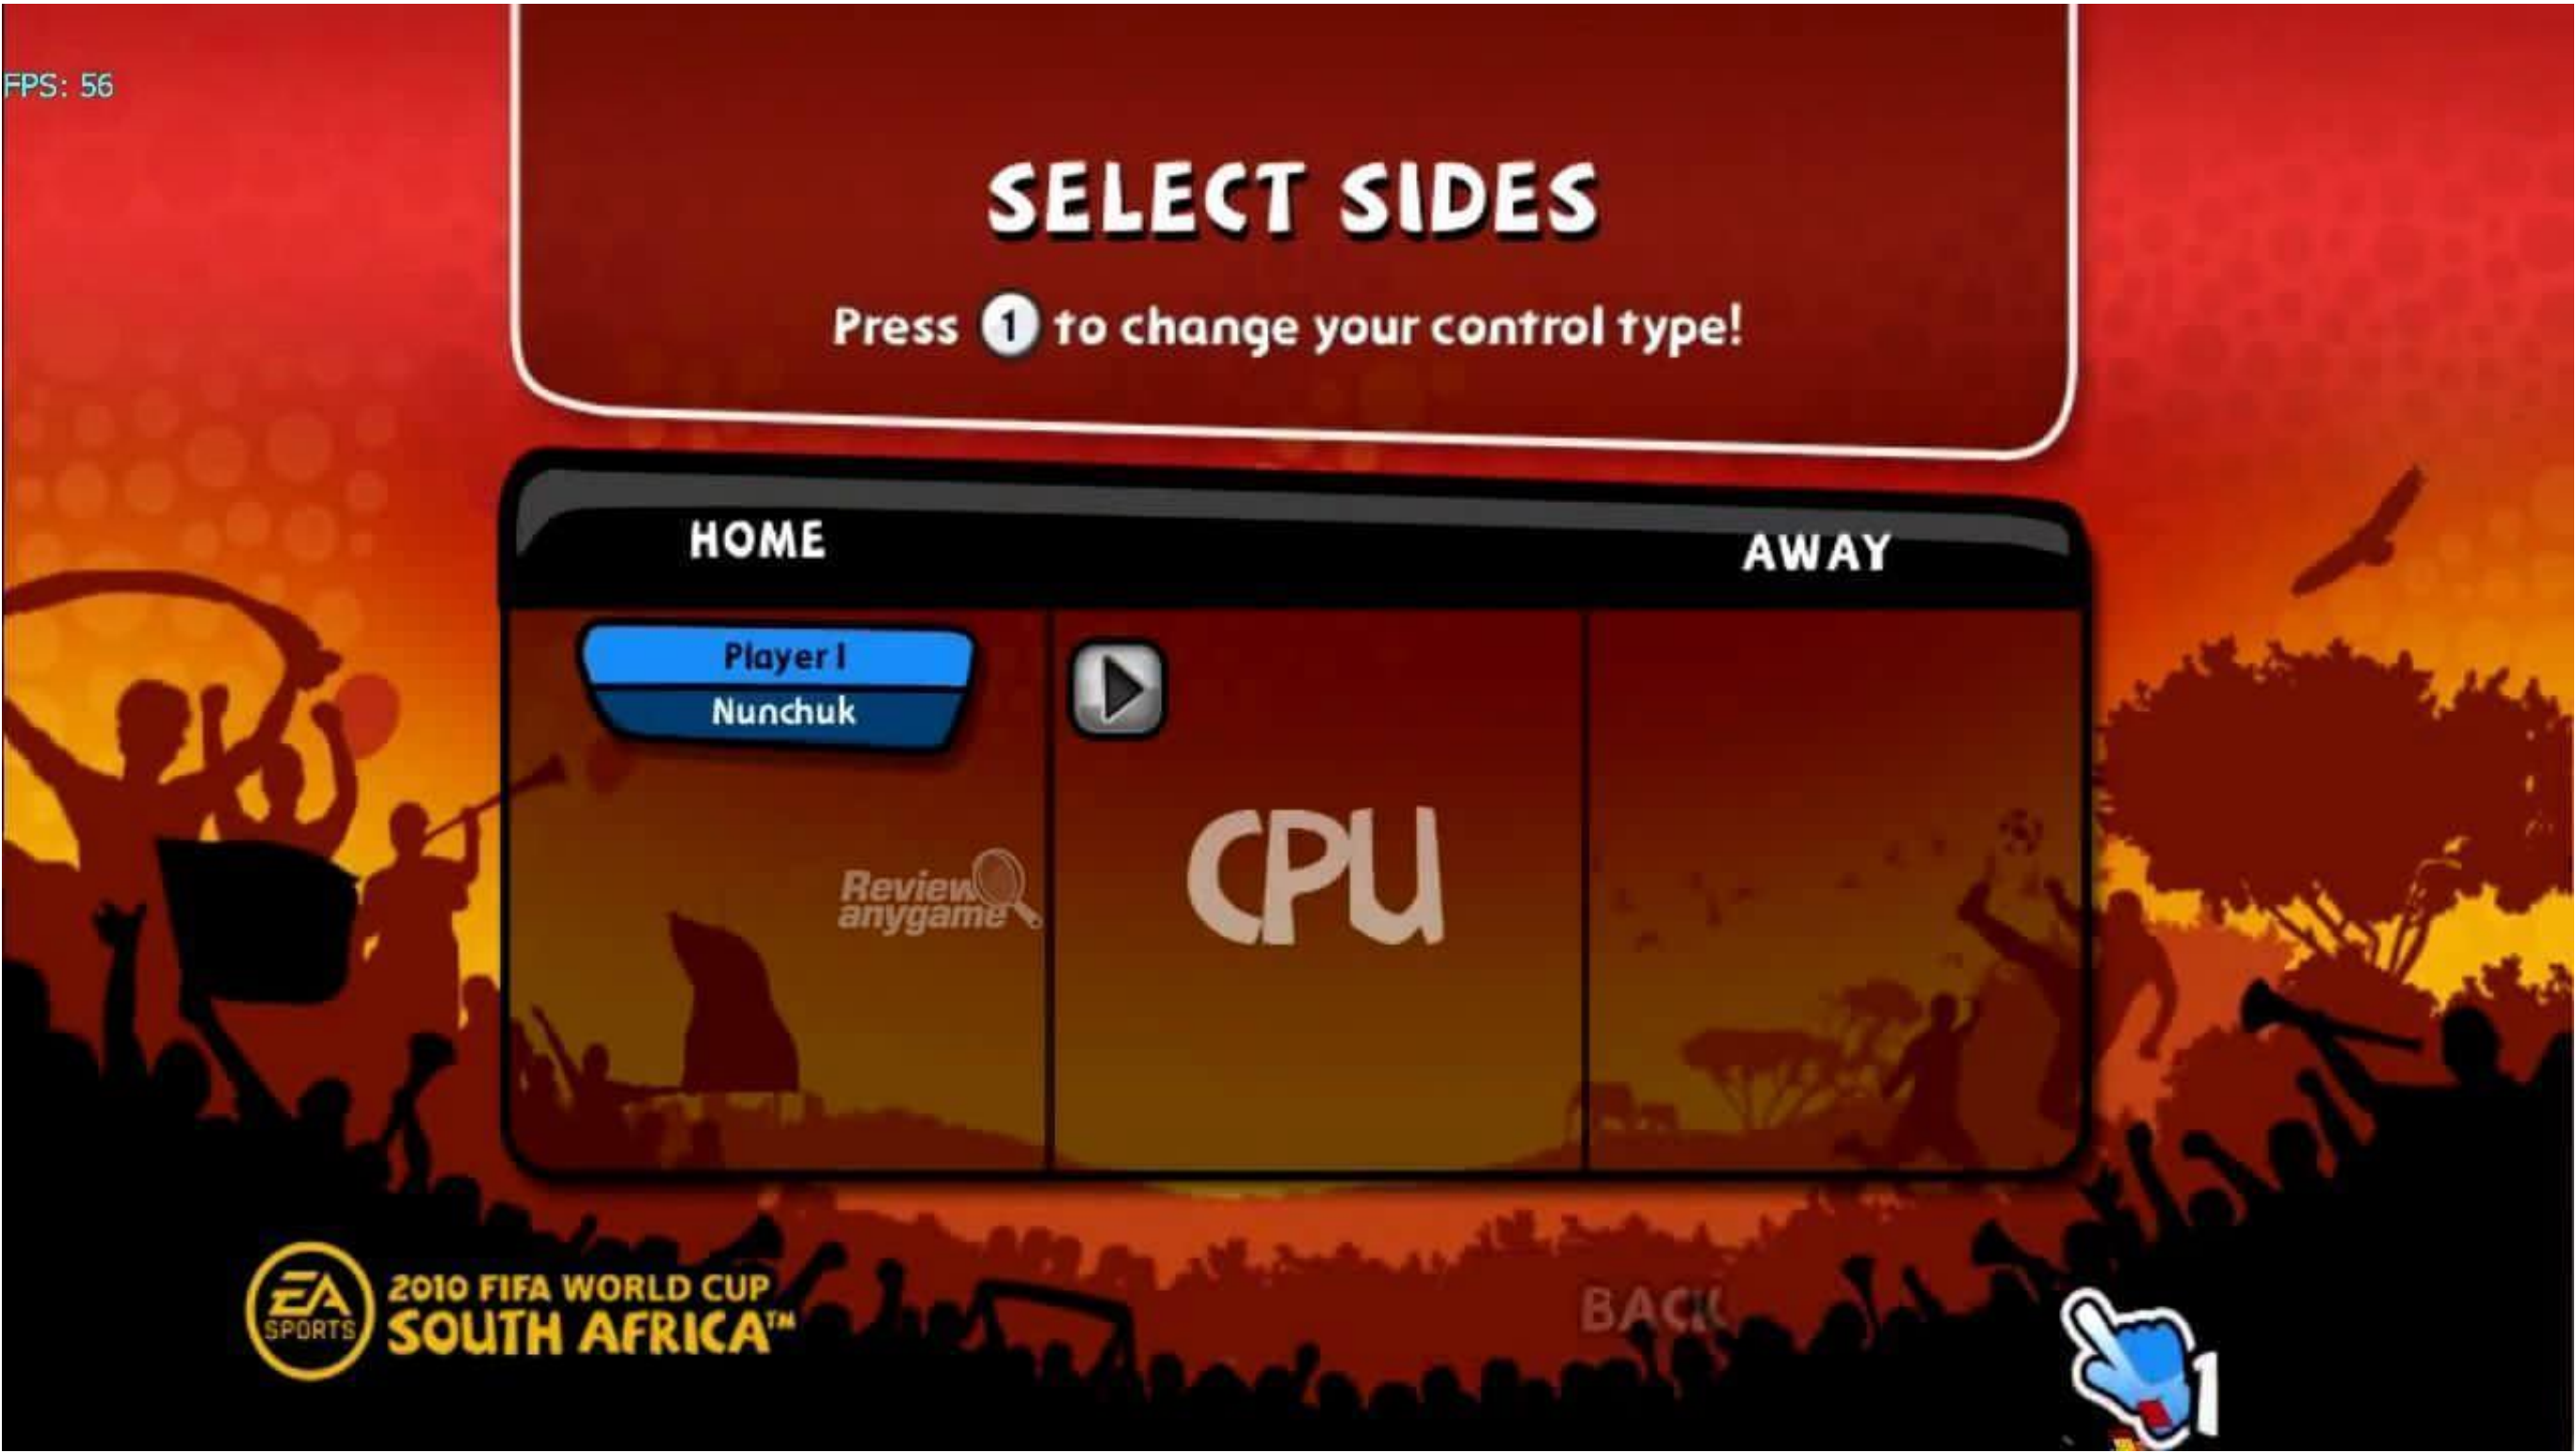 FPS: 56
SELECT SIDES
Press 1 to change your control type!
HOME
AWAY
Player 1
Nunchuk
CPU
Review
anygame
EA
SPORTS
2010 FIFA WORLD CUP
SOUTH AFRICA™
BACK
1